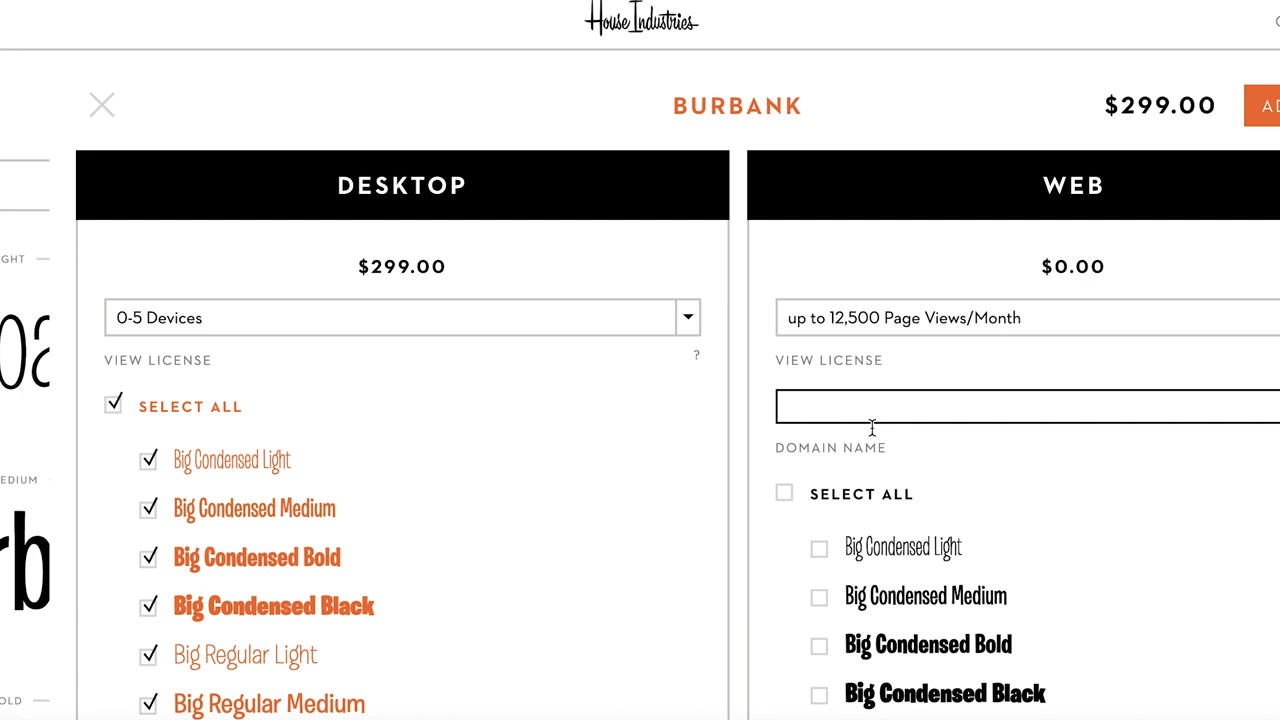 House Industries
BURBANK
$299.00
DESKTOP
$299.00
0-5 Devices
VIEW LICENSE
?
SELECT ALL
Big Condensed Light
Big Condensed Medium
Big Condensed Bold
Big Condensed Black
Big Regular Light
Big Regular Medium
WEB
$0.00
up to 12,500 Page Views/Month
VIEW LICENSE
DOMAIN NAME
SELECT ALL
Big Condensed Light
Big Condensed Medium
Big Condensed Bold
Big Condensed Black